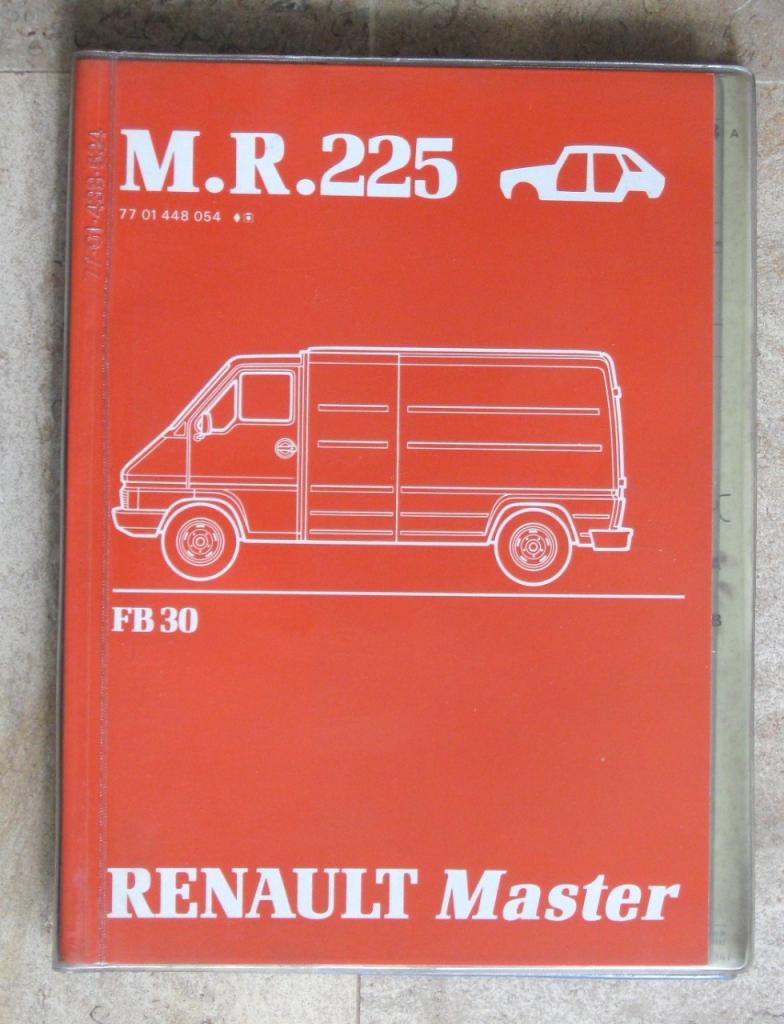 M.R.225
77 01 448 054
FB 30
RENAULT Master
A
B